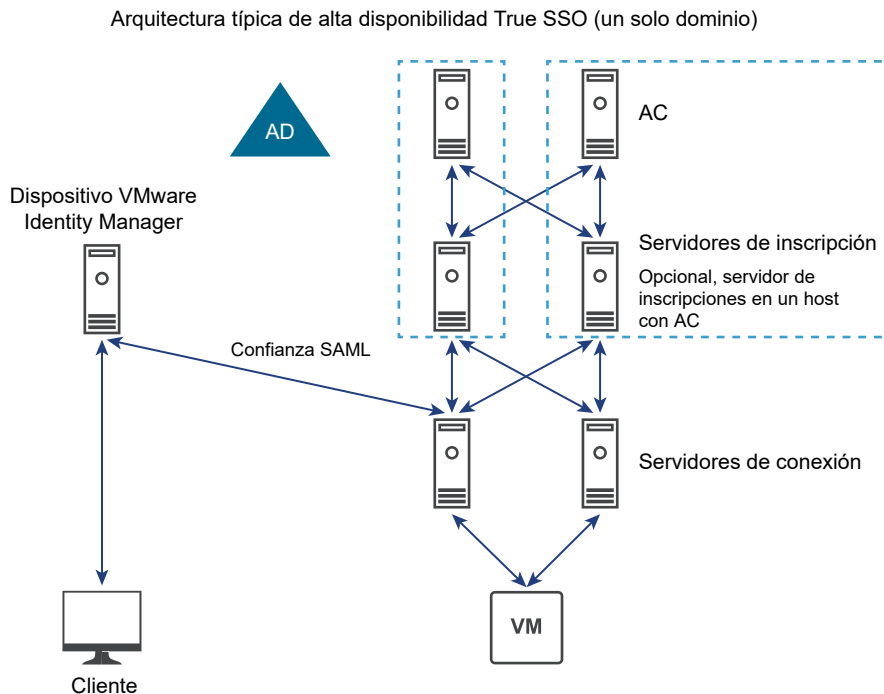 Arquitectura típica de alta disponibilidad True SSO (un solo dominio)
AD
AC
Dispositivo VMware
Identity Manager
Servidores de inscripción
Opcional, servidor de
inscripciones en un host
con AC
Confianza SAML
Servidores de conexión
VM
Cliente